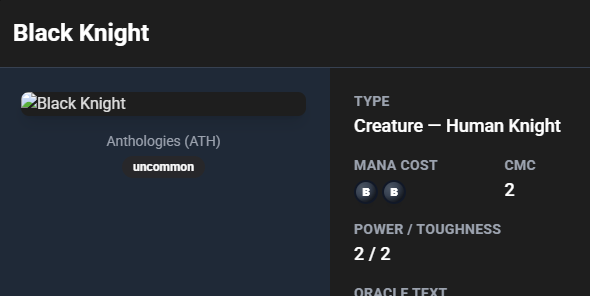 Black Knight
Black Knight
Anthologies (ATH)
uncommon
TYPE
Creature — Human Knight
MANA COST
CMC
B B
2
POWER / TOUGHNESS
2 / 2
ORACLE TEXT